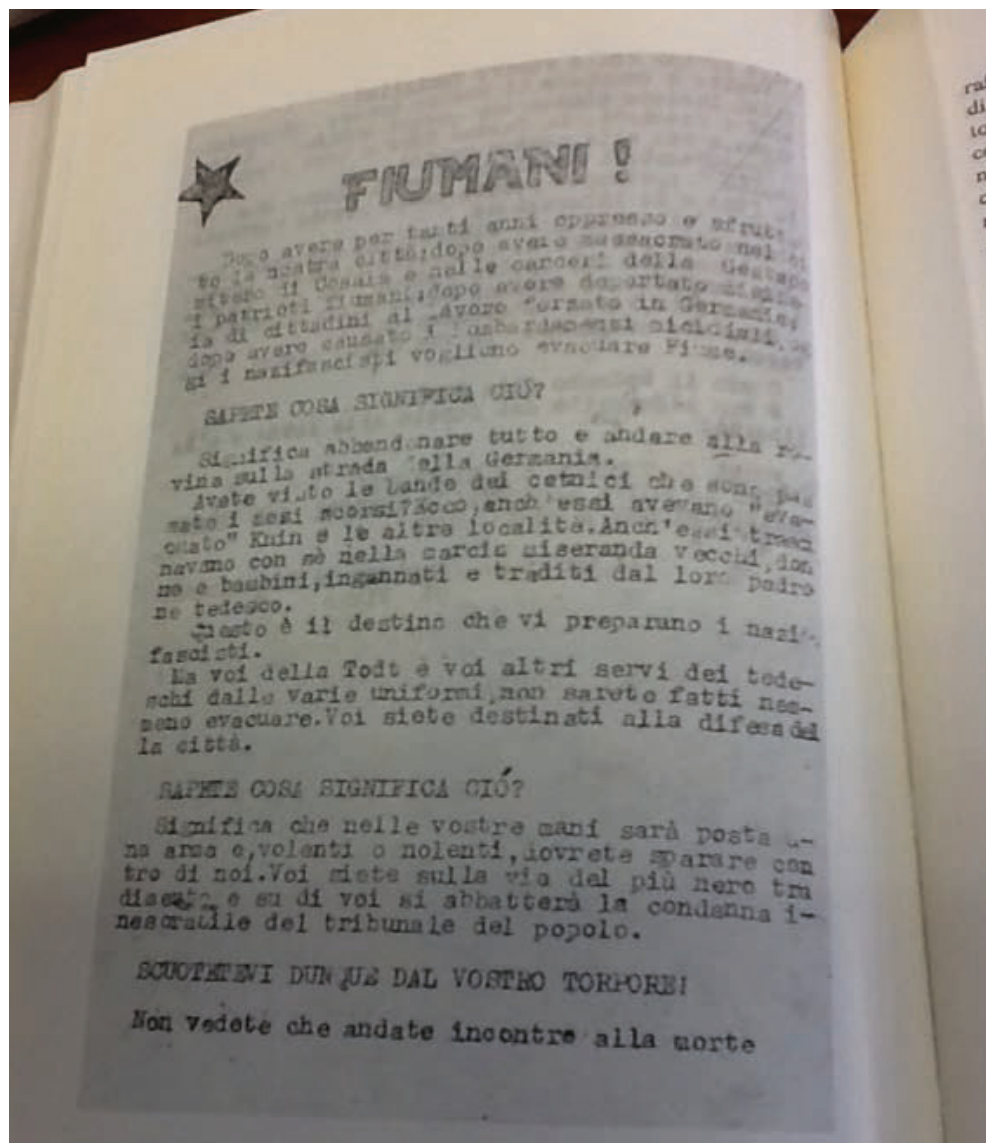 FIUMANI !
Dopo avere per tanti anni oppresso e sfrut-
to la nostra città; dopo avere massacrato nel ci
mitero di Cosala e nelle carceri della Gestapo
i patrioti fiumani; dopo avere deportato miglia
ia di cittadini al lavoro forzato in Germania;
dopo avere causato i bombardamenti micidiali, og
gi i nazifascisti vogliono evacuare Fiume.
SAPETE COSA SIGNIFICA CIÓ?
Significa abbandonare tutto e andare alla ro-
vina sulla strada della Germania.
Avete visto le bande dei cetnici che sono pas
sate i mesi scorsi? Ecco, anch'essi avevano "eva-
cuato" Knin e le altre località. Anch'essi trasci
navano con sè nella marcia miseranda vecchi, don
ne e bambini, ingannati e traditi dal loro padro
ne tedesco.
Questo è il destino che vi preparano i nazi-
fascisti.
Ma voi della Todt e voi altri servi dei tede-
schi dalle varie uniformi, non sarete fatti nem-
meno evacuare. Voi siete destinati alla difesa del
la città.
SAPETE COSA SIGNIFICA CIÓ?
Significa che nelle vostre mani sarà posta u-
na arma e, volenti o nolenti, dovrete sparare con
tro di noi. Voi siete sulla via del più nero tra
dimento e su di voi si abbatterà la condanna i-
nesorabile del tribunale del popolo.
SCUOTETEVI DUNQUE DAL VOSTRO TORPORE!
Non vedete che andate incontro alla morte